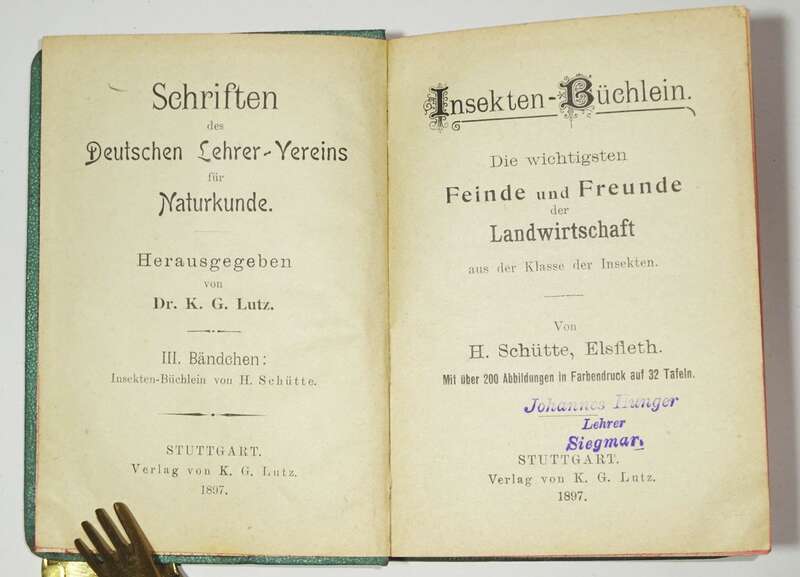 Schriften
des
Deutschen Lehrer-Vereins
für
Naturkunde.
Herausgegeben
von
Dr. K. G. Lutz.
III. Bändchen:
Insekten-Büchlein von H. Schütte.
STUTTGART.
Verlag von K. G. Lutz.
1897.
Insekten-Büchlein.
Die wichtigsten
Feinde und Freunde
der
Landwirtschaft
aus der Klasse der Insekten.
Von
H. Schütte, Elsfleth.
Mit über 200 Abbildungen in Farbendruck auf 32 Tafeln.
Johannes Hunger
Lehrer
Siegmar.
STUTTGART.
Verlag von K. G. Lutz.
1897.